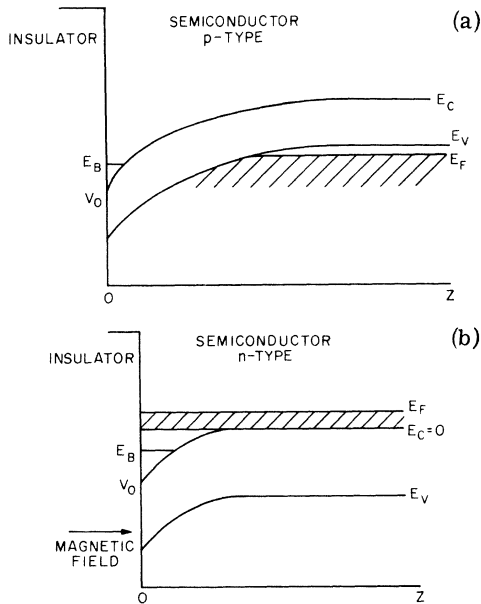 (a)
SEMICONDUCTOR
p-TYPE
INSULATOR
E_C
E_V
E_F
E_B
V_O
O
Z
(b)
SEMICONDUCTOR
n-TYPE
INSULATOR
E_F
E_C=O
E_B
V_O
E_V
MAGNETIC
FIELD
O
Z